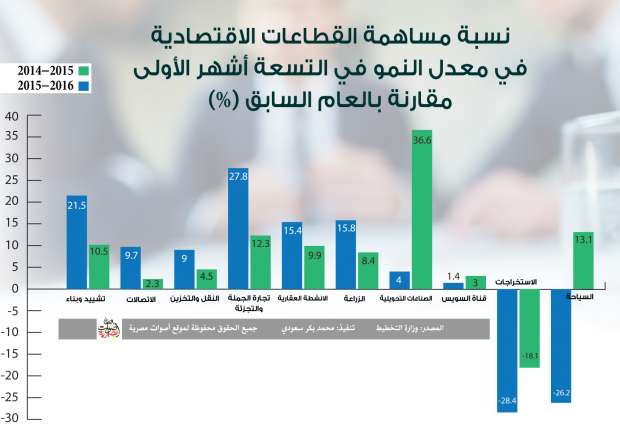 نسبة مساهمة القطاعات الاقتصادية
في معدل النمو في التسعة أشهر الأولى
مقارنة بالعام السابق (%)
2014-2015
2015-2016
40
35
30
25
20
15
10
5
0
-5
-10
-15
-20
-25
-30
21.5
10.5
9.7
2.3
9
4.5
27.8
12.3
15.4
9.9
15.8
8.4
4
36.6
1.4
3
-28.4
-18.1
-26.2
13.1
تشييد وبناء
الاتصالات
النقل والتخزين
تجارة الجملة
والتجزئة
الانشطة العقارية
الزراعة
الصناعات التحويلية
قناة السويس
الاستخراجات
السياحة
المصدر: وزارة التخطيط
تنفيذ: محمد بكر سعودي
جميع الحقوق محفوظة لموقع أصوات مصرية